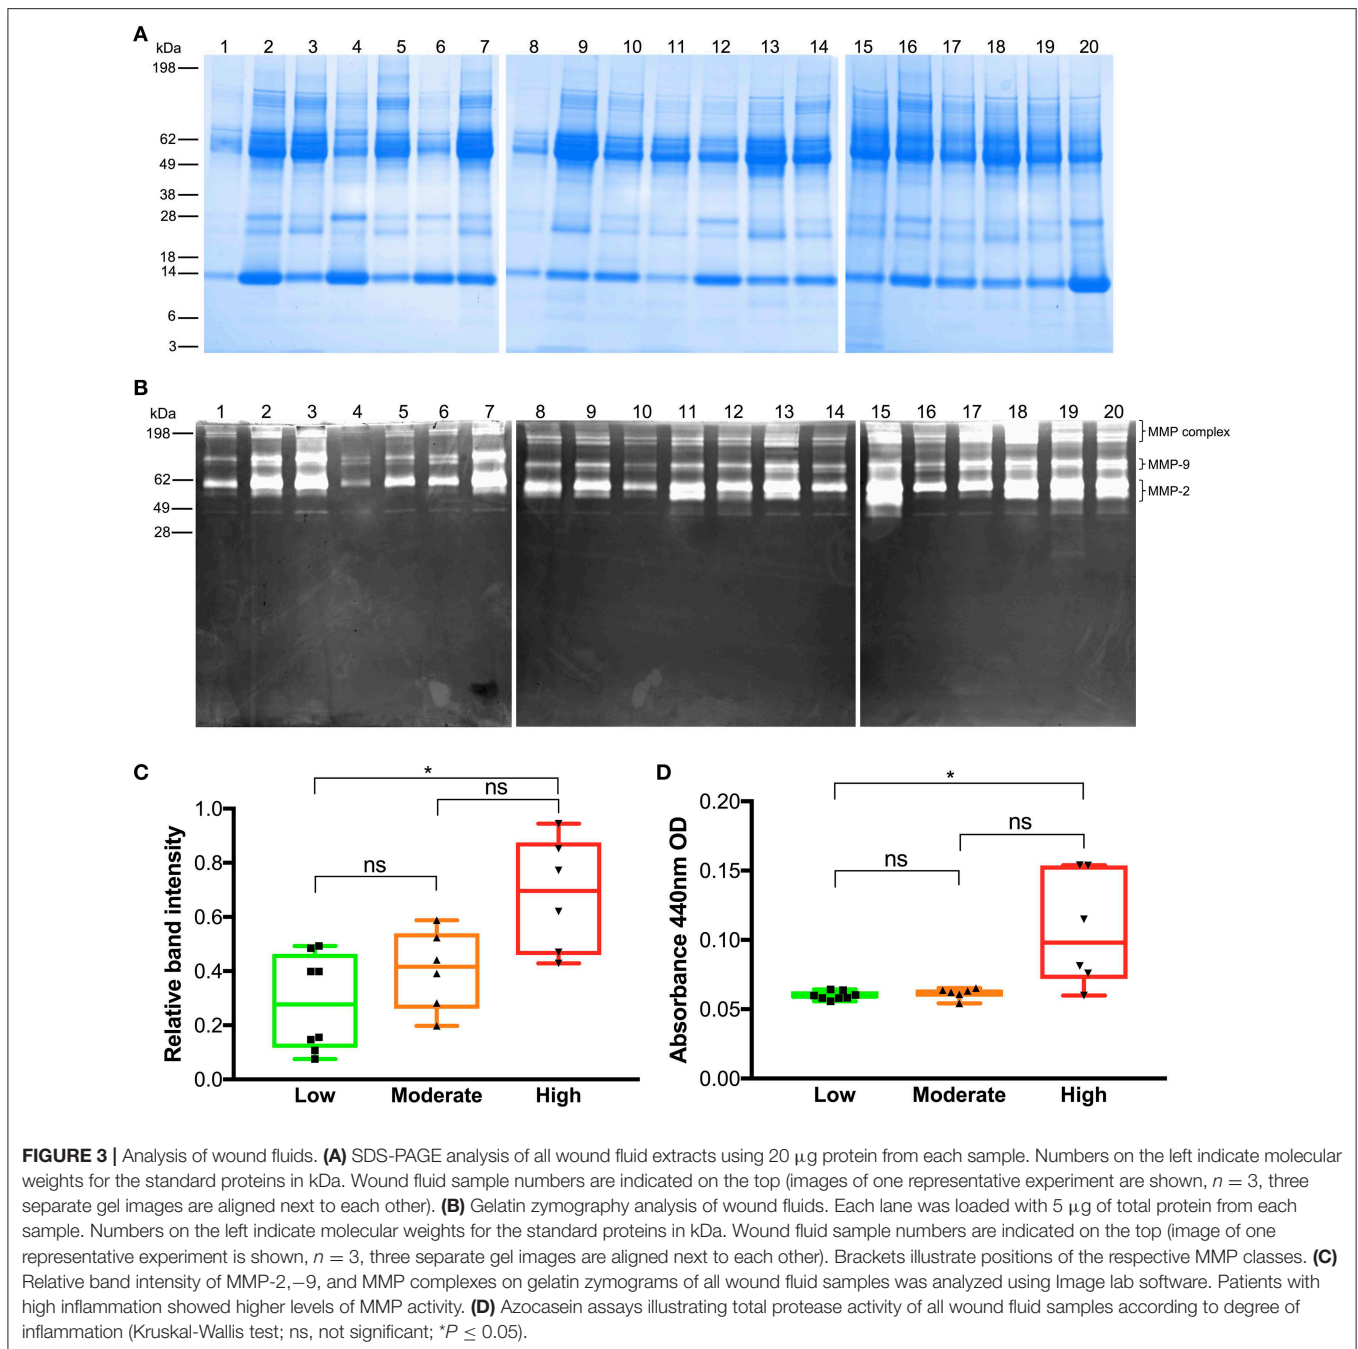 A
kDa 1 2 3 4 5 6 7 8 9 10 11 12 13 14 15 16 17 18 19 20
198
62
49
38
28
18
14
6
3
B
kDa 1 2 3 4 5 6 7 8 9 10 11 12 13 14 15 16 17 18 19 20
198 MMP complex
MMP-9
62
MMP-2
49
28
C
* ns
ns
1.0
0.8
0.6
0.4
0.2
0.0
Relative band intensity
Low Moderate High
D
*
ns
ns
0.20
0.15
0.10
0.05
0.00
Absorbance 440nm OD
Low Moderate High
FIGURE 3 | Analysis of wound fluids. (A) SDS-PAGE analysis of all wound fluid extracts using 20 μg protein from each sample. Numbers on the left indicate molecular
weights for the standard proteins in kDa. Wound fluid sample numbers are indicated on the top (images of one representative experiment are shown, n = 3, three
separate gel images are aligned next to each other). (B) Gelatin zymography analysis of wound fluids. Each lane was loaded with 5 μg of total protein from each
sample. Numbers on the left indicate molecular weights for the standard proteins in kDa. Wound fluid sample numbers are indicated on the top (image of one
representative experiment is shown, n = 3, three separate gel images are aligned next to each other). Brackets illustrate positions of the respective MMP classes. (C)
Relative band intensity of MMP-2,−9, and MMP complexes on gelatin zymograms of all wound fluid samples was analyzed using Image lab software. Patients with
high inflammation showed higher levels of MMP activity. (D) Azocasein assays illustrating total protease activity of all wound fluid samples according to degree of
inflammation (Kruskal-Wallis test; ns, not significant; *P ≤ 0.05).